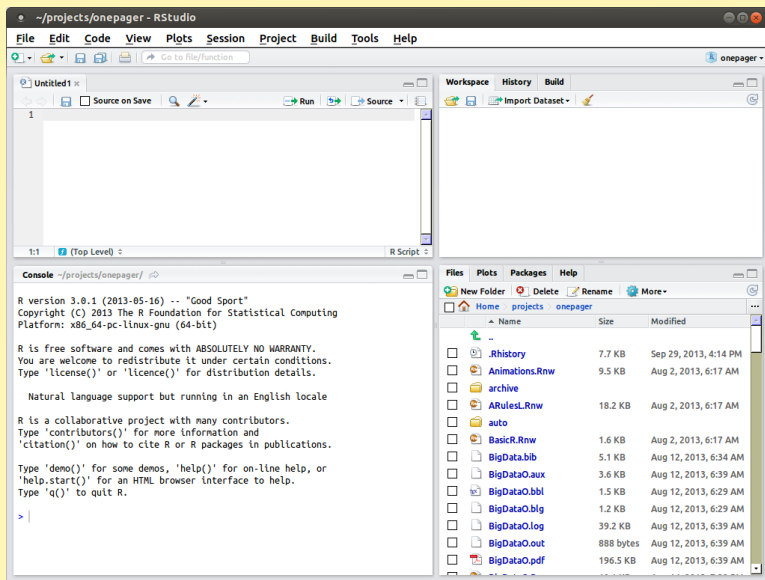 ~/projects/onepager - RStudio
File Edit Code View Plots Session Project Build Tools Help
Go to file/function
onepager
Untitled1
Source on Save
Run
Source
1
1:1 (Top Level) R Script
Console ~/projects/onepager/
R version 3.0.1 (2013-05-16) -- "Good Sport"
Copyright (C) 2013 The R Foundation for Statistical Computing
Platform: x86_64-pc-linux-gnu (64-bit)
R is free software and comes with ABSOLUTELY NO WARRANTY.
You are welcome to redistribute it under certain conditions.
Type 'license()' or 'licence()' for distribution details.
Natural language support but running in an English locale
R is a collaborative project with many contributors.
Type 'contributors()' for more information and
'citation()' on how to cite R or R packages in publications.
Type 'demo()' for some demos, 'help()' for on-line help, or
'help.start()' for an HTML browser interface to help.
Type 'q()' to quit R.
>
Workspace History Build
Import Dataset
Files Plots Packages Help
New Folder Delete Rename More
Home projects onepager ...
Name Size Modified
..
.Rhistory 7.7 KB Sep 29, 2013, 4:14 PM
Animations.Rnw 9.5 KB Aug 2, 2013, 6:17 AM
archive
ARulesL.Rnw 18.2 KB Aug 2, 2013, 6:17 AM
auto
BasicR.Rnw 1.6 KB Aug 2, 2013, 6:17 AM
BigData.bib 5.1 KB Aug 12, 2013, 6:34 AM
BigDataO.aux 3.6 KB Aug 12, 2013, 6:39 AM
BigDataO.bbl 1.5 KB Aug 12, 2013, 6:29 AM
BigDataO.blg 1.2 KB Aug 12, 2013, 6:29 AM
BigDataO.log 39.2 KB Aug 12, 2013, 6:39 AM
BigDataO.out 888 bytes Aug 12, 2013, 6:39 AM
BigDataO.pdf 196.5 KB Aug 12, 2013, 6:39 AM